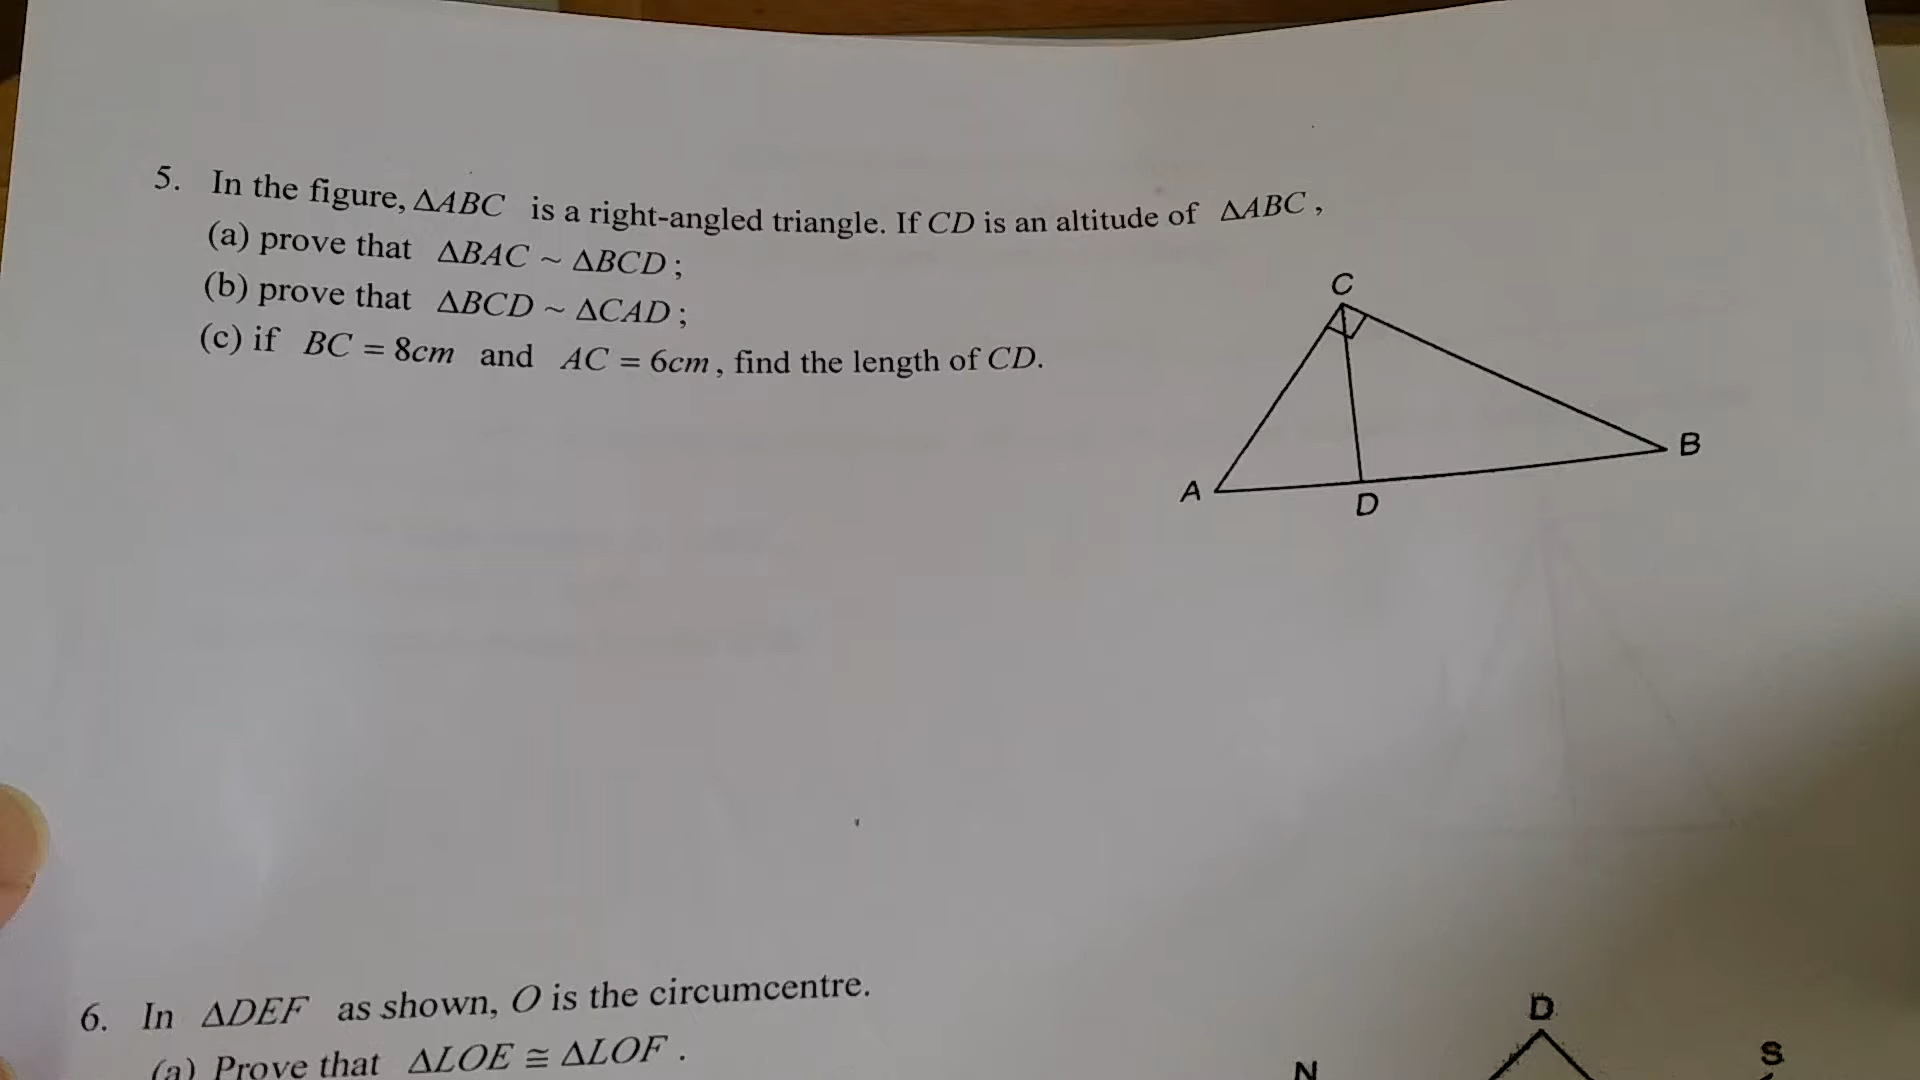 5. In the figure, ΔABC is a right-angled triangle. If CD is an altitude of ΔABC,
(a) prove that ΔBAC ~ ΔBCD;
(b) prove that ΔBCD ~ ΔCAD;
(c) if BC = 8cm and AC = 6cm, find the length of CD.
C
B
A
D
6. In ΔDEF as shown, O is the circumcentre.
(a) Prove that ΔLOE ≅ ΔLOF.
D
S
N